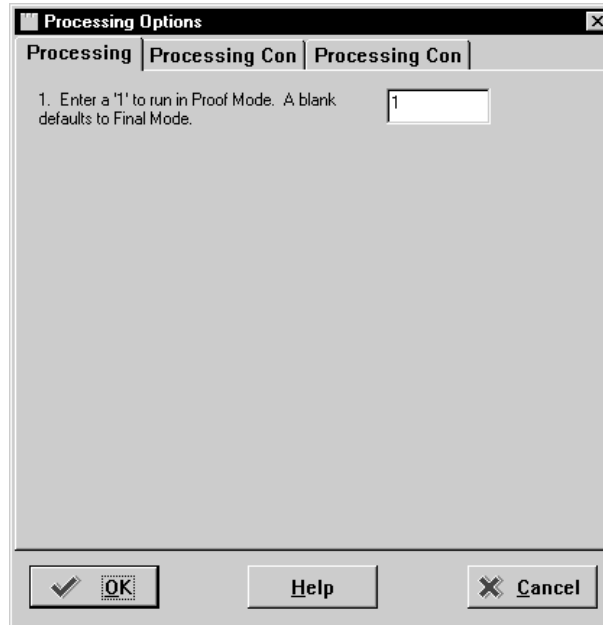 Processing Options
Processing
Processing Con
Processing Con
1. Enter a '1' to run in Proof Mode. A blank
defaults to Final Mode.
1
OK
Help
Cancel